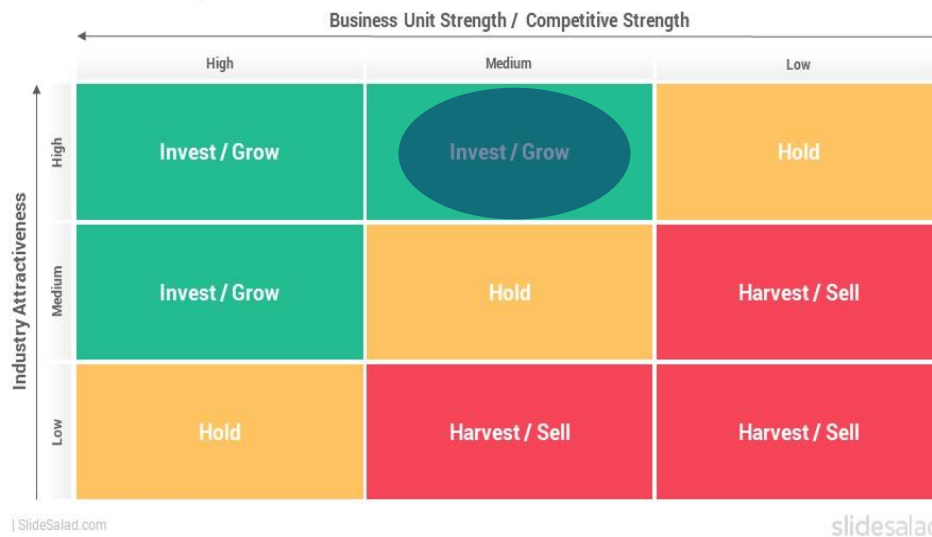 Business Unit Strength / Competitive Strength
High Medium Low
Industry Attractiveness
High
Invest / Grow Invest / Grow Hold
Medium
Invest / Grow Hold Harvest / Sell
Low
Hold Harvest / Sell Harvest / Sell
| SlideSalad.com slidesalad